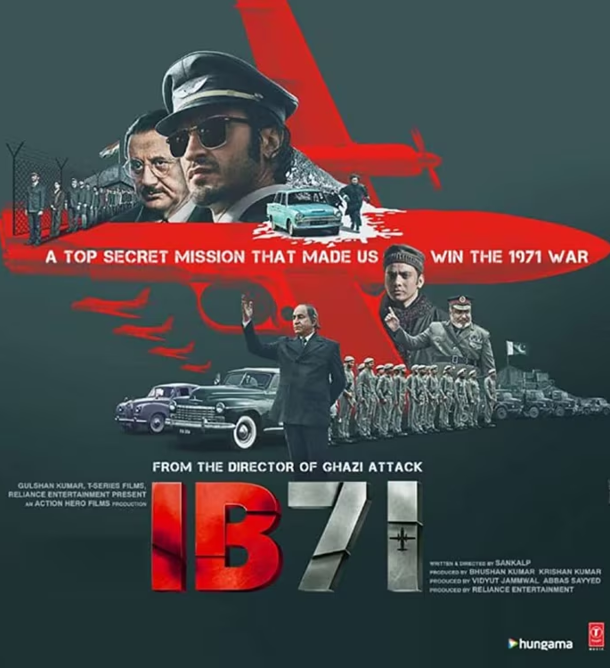 A TOP SECRET MISSION THAT MADE US WIN THE 1971 WAR
FROM THE DIRECTOR OF GHAZI ATTACK
GULSHAN KUMAR, T-SERIES FILMS,
RELIANCE ENTERTAINMENT PRESENT
AN ACTION HERO FILMS PRODUCTION
IB71
WRITTEN & DIRECTED BY SANKALP
PRODUCED BY BHUSHAN KUMAR KRISHAN KUMAR
PRODUCED BY VIDYUT JAMMWAL ABBAS SAYYED
PRODUCED BY RELIANCE ENTERTAINMENT
hungama
T